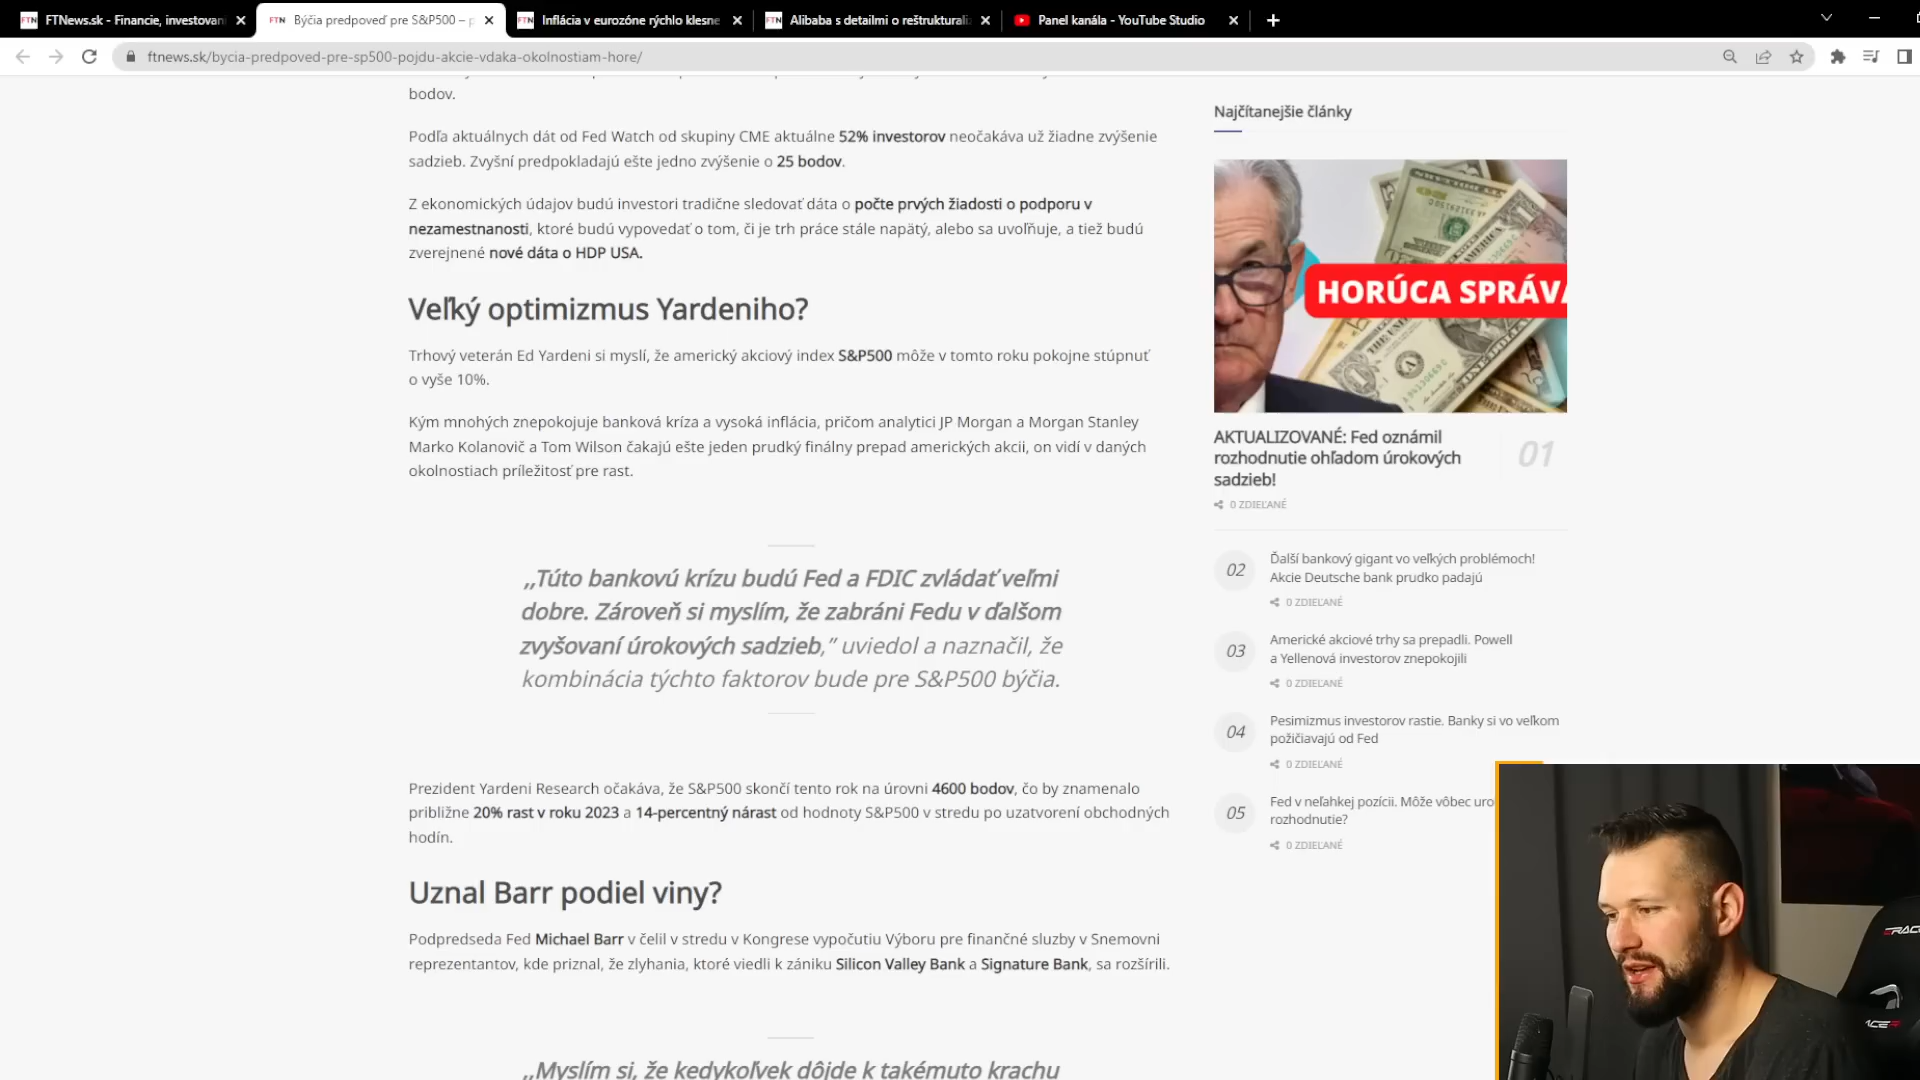 FTNews.sk - Financie, investovani
Býčia predpoveď pre S&P500 – p
Inflácia v eurozóne rýchlo klesne
Alibaba s detailmi o reštrukturali
Panel kanála - YouTube Studio
ftnews.sk/bycia-predpoved-pre-sp500-pojdu-akcie-vdaka-okolnostiam-hore/
bodov.
Podľa aktuálnych dát od Fed Watch od skupiny CME aktuálne 52% investorov neočakáva už žiadne zvýšenie
sadzieb. Zvyšní predpokladajú ešte jedno zvýšenie o 25 bodov.
Z ekonomických údajov budú investori tradične sledovať dáta o počte prvých žiadosti o podporu v
nezamestnanosti, ktoré budú vypovedať o tom, či je trh práce stále napätý, alebo sa uvoľňuje, a tiež budú
zverejnené nové dáta o HDP USA.
Veľký optimizmus Yardeniho?
Trhový veterán Ed Yardeni si myslí, že americký akciový index S&P500 môže v tomto roku pokojne stúpnuť
o vyše 10%.
Kým mnohých znepokojuje banková kríza a vysoká inflácia, pričom analytici JP Morgan a Morgan Stanley
Marko Kolanovič a Tom Wilson čakajú ešte jeden prudký finálny prepad amerických akcii, on vidí v daných
okolnostiach príležitosť pre rast.
„Túto bankovú krízu budú Fed a FDIC zvládať veľmi
dobre. Zároveň si myslím, že zabráni Fedu v ďalšom
zvyšovaní úrokových sadzieb,” uviedol a naznačil, že
kombinácia týchto faktorov bude pre S&P500 býčia.
Prezident Yardeni Research očakáva, že S&P500 skončí tento rok na úrovni 4600 bodov, čo by znamenalo
približne 20% rast v roku 2023 a 14-percentný nárast od hodnoty S&P500 v stredu po uzatvorení obchodných
hodín.
Uznal Barr podiel viny?
Podpredseda Fed Michael Barr v čelil v stredu v Kongrese vypočutiu Výboru pre finančné sluzby v Snemovni
reprezentantov, kde priznal, že zlyhania, ktoré viedli k zániku Silicon Valley Bank a Signature Bank, sa rozšírili.
„Myslím si, že kedykoľvek dôjde k takémuto krachu
Najčítanejšie články
HORÚCA SPRÁVA
AKTUALIZOVANÉ: Fed oznámil
rozhodnutie ohľadom úrokových
sadzieb!
01
0 ZDIEĽANÉ
02
Ďalší bankový gigant vo veľkých problémoch!
Akcie Deutsche bank prudko padajú
0 ZDIEĽANÉ
03
Americké akciové trhy sa prepadli. Powell
a Yellenová investorov znepokojili
0 ZDIEĽANÉ
04
Pesimizmus investorov rastie. Banky si vo veľkom
požičiavajú od Fed
0 ZDIEĽANÉ
05
Fed v neľahkej pozícii. Môže vôbec uro
rozhodnutie?
0 ZDIEĽANÉ